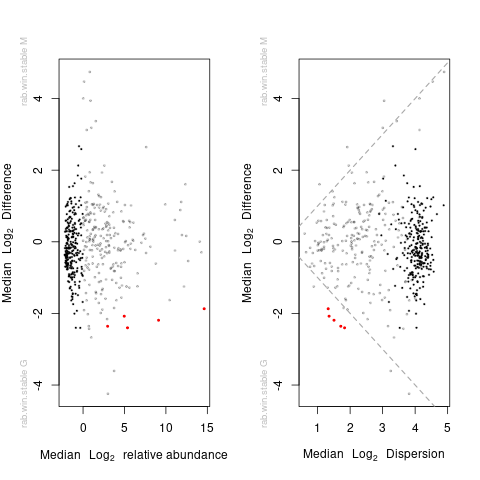 rab.win.stable M
rab.win.stable G
Median Log2 Difference
4
2
0
-2
-4
0 5 10 15
Median Log2 relative abundance
rab.win.stable M
rab.win.stable G
Median Log2 Difference
4
2
0
-2
-4
1 2 3 4 5
Median Log2 Dispersion